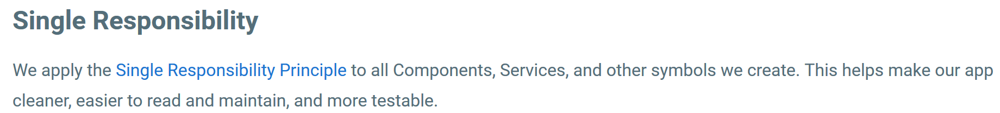 Single Responsibility
We apply the Single Responsibility Principle to all Components, Services, and other symbols we create. This helps make our app
cleaner, easier to read and maintain, and more testable.